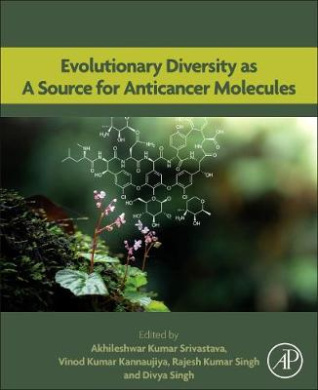 Evolutionary Diversity as
A Source for Anticancer Molecules
Edited by
Akhileshwar Kumar Srivastava,
Vinod Kumar Kannaujiya, Rajesh Kumar Singh
and Divya Singh